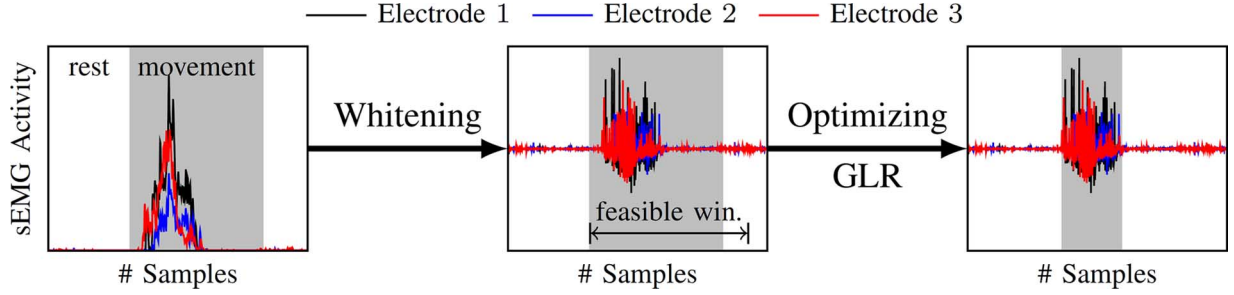 Electrode 1 Electrode 2 Electrode 3
sEMG Activity
rest movement
# Samples
Whitening
feasible win.
# Samples
Optimizing
GLR
# Samples